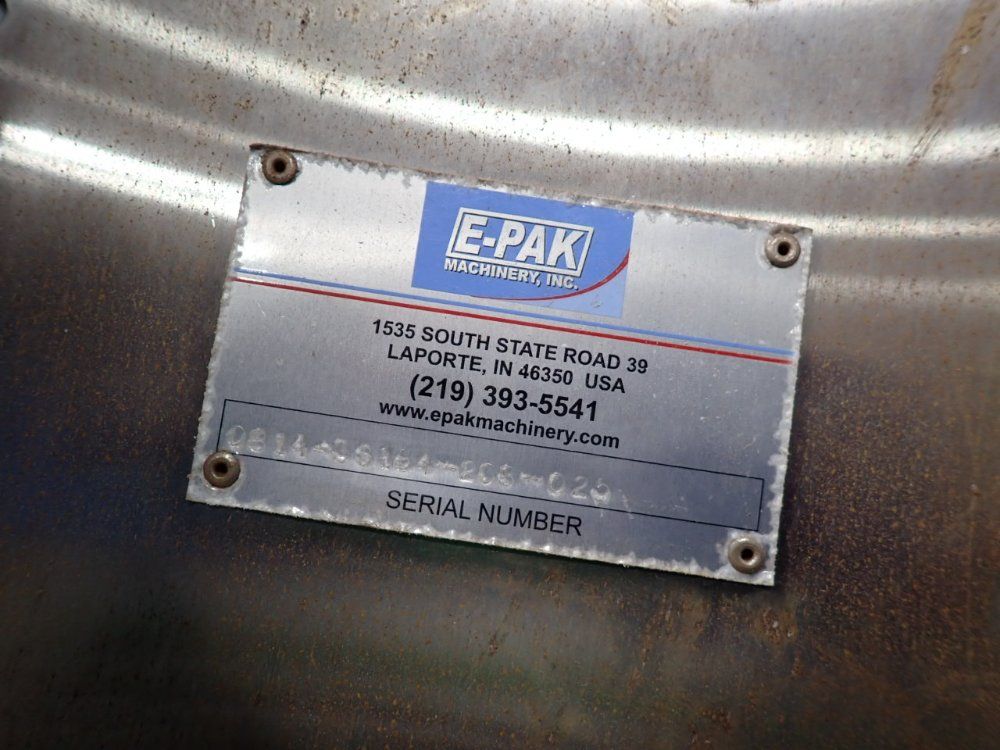 E-PAK
MACHINERY, INC.
1535 SOUTH STATE ROAD 39
LAPORTE, IN 46350 USA
(219) 393-5541
www.epakmachinery.com
SERIAL NUMBER